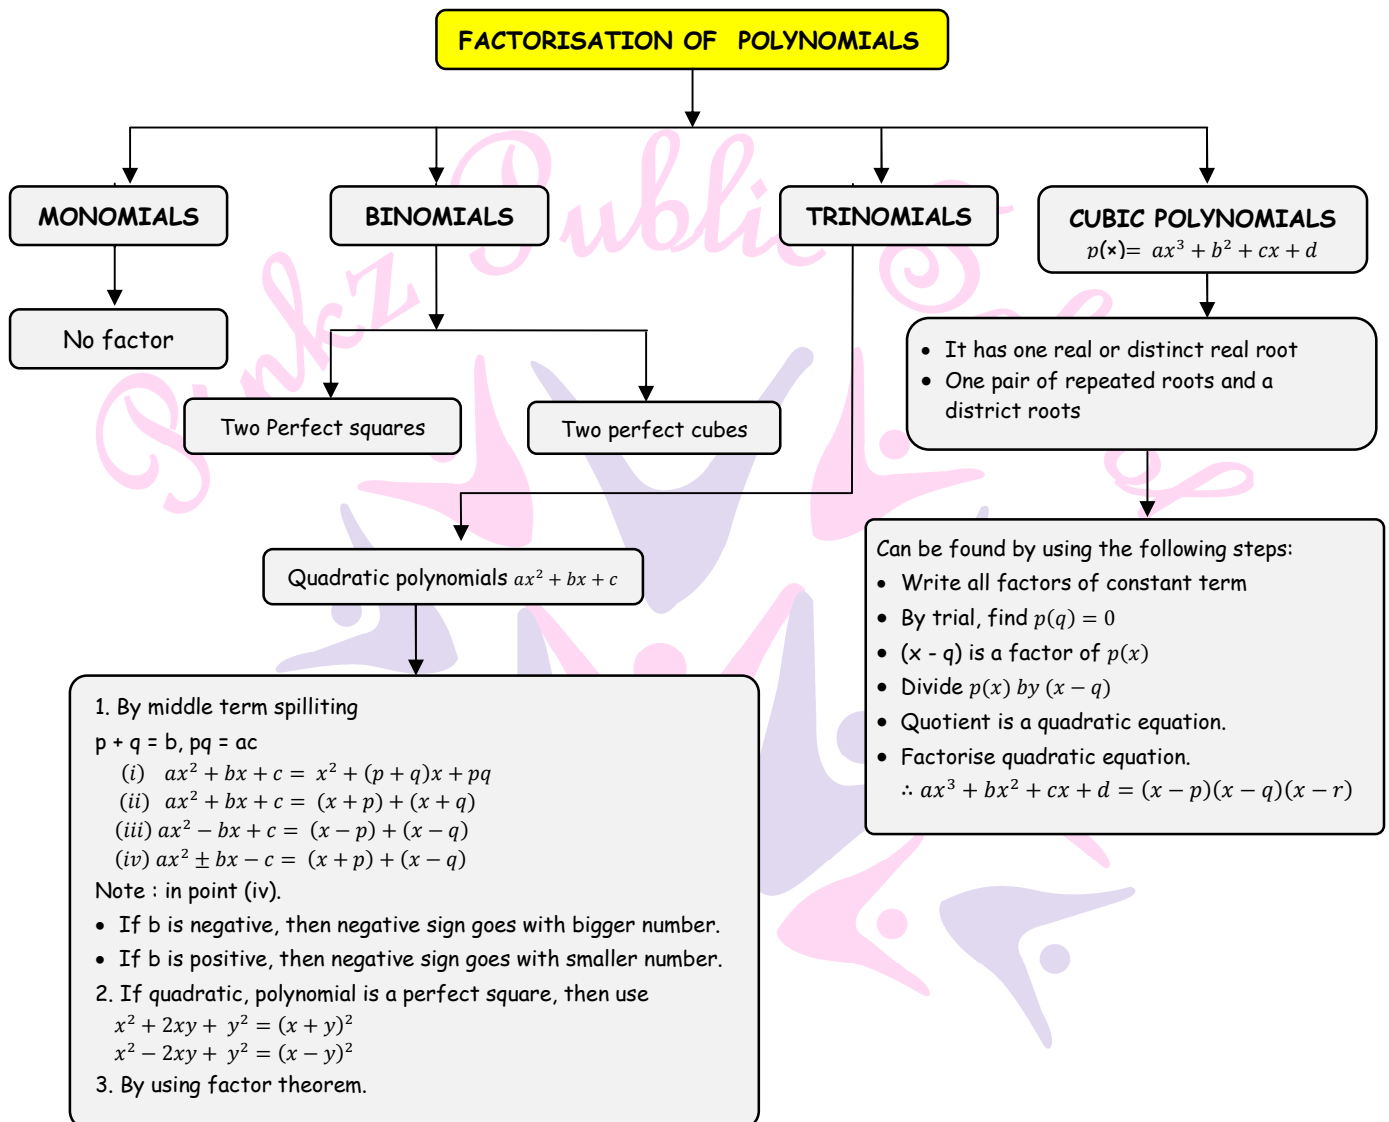 FACTORISATION OF POLYNOMIALS
MONOMIALS
BINOMIALS
TRINOMIALS
CUBIC POLYNOMIALS
p(×)= ax³ + b² + cx + d
No factor
Two Perfect squares
Two perfect cubes
• It has one real or distinct real root
• One pair of repeated roots and a
district roots
Quadratic polynomials ax² + bx + c
Can be found by using the following steps:
• Write all factors of constant term
• By trial, find p(q) = 0
• (x - q) is a factor of p(x)
• Divide p(x) by (x − q)
• Quotient is a quadratic equation.
• Factorise quadratic equation.
∴ ax³ + bx² + cx + d = (x − p)(x − q)(x − r)
1. By middle term spilliting
p + q = b, pq = ac
(i) ax² + bx + c = x² + (p + q)x + pq
(ii) ax² + bx + c = (x + p) + (x + q)
(iii) ax² − bx + c = (x − p) + (x − q)
(iv) ax² ± bx − c = (x + p) + (x − q)
Note : in point (iv).
• If b is negative, then negative sign goes with bigger number.
• If b is positive, then negative sign goes with smaller number.
2. If quadratic, polynomial is a perfect square, then use
x² + 2xy + y² = (x + y)²
x² − 2xy + y² = (x − y)²
3. By using factor theorem.
Pinkz Public